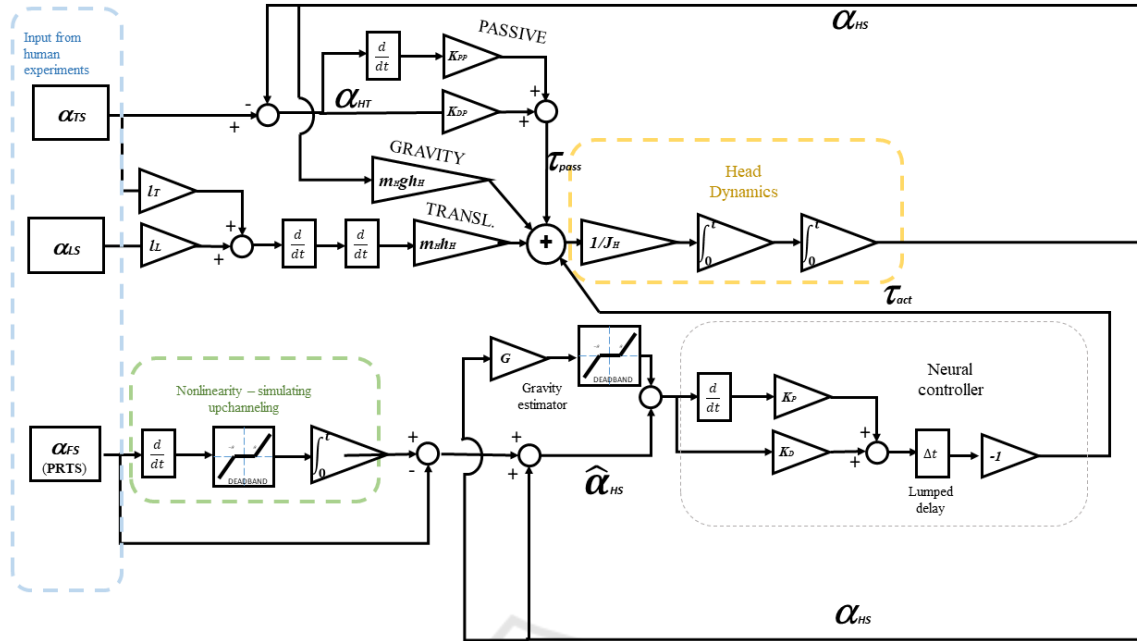 Input from
human
experiments
α_TS
α_LS
α_FS
(PRTS)
-
+
α_HT
d
dt
K_PP
PASSIVE
K_DP
+
+
α_HS
GRAVITY
m_H g h_H
τ_pass
l_T
l_L
+
+
d
dt
d
dt
TRANSL.
m_H h_H
+
Head
Dynamics
1/J_H
∫ 0 t
∫ 0 t
τ_act
Nonlinearity – simulating
upchanneling
d
dt
DEADBAND
∫ 0 t
+
-
+
+
G
Gravity
estimator
DEADBAND
+
+
α̂_HS
Neural
controller
d
dt
K_P
K_D
+
+
Δt
Lumped
delay
-1
α_HS